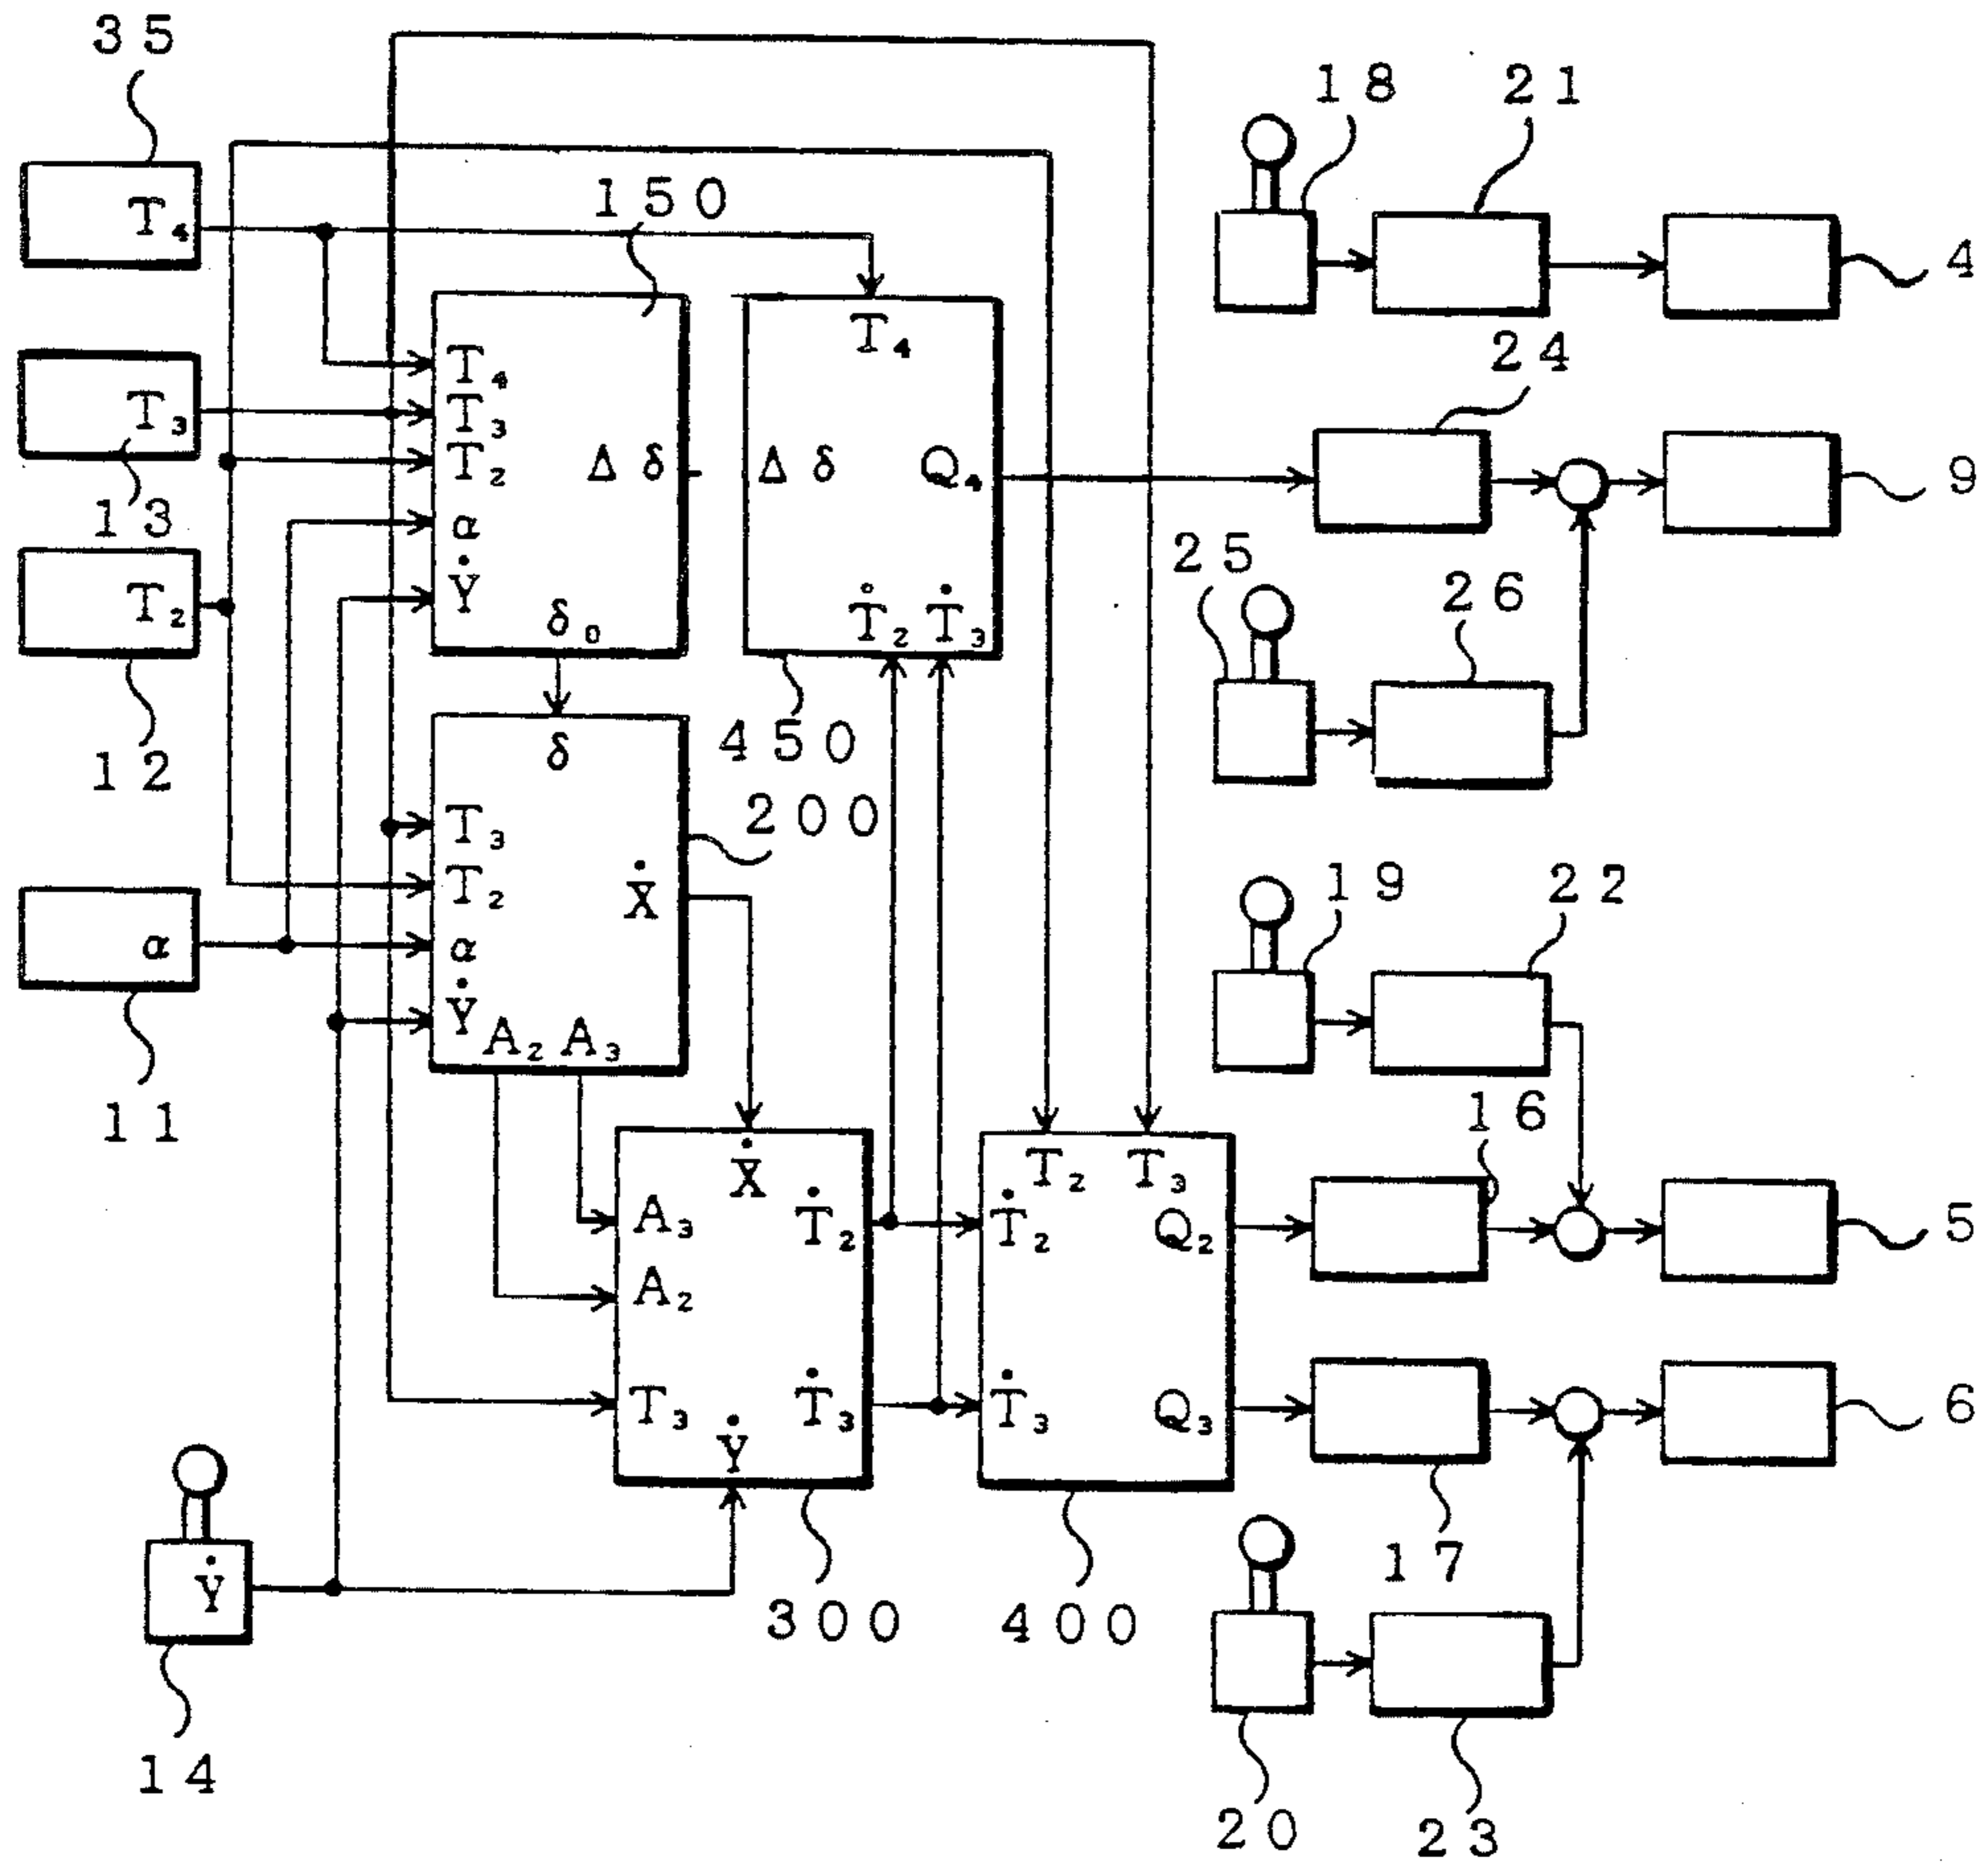 35
18
21
T₄
150
4
T₄
24
T₄
T₃
T₃
Δδ
Δδ
Q₄
9
T₂
13
α
25
Ẏ
T₂
δ₀
Ṫ₂
Ṫ₃
26
12
450
δ
200
T₃
19
22
T₂
Ẋ
α
α
Ẏ
A₂
A₃
11
16
Ẋ
T₂
T₃
A₃
Ṫ₂
Ṫ₂
Q₂
5
A₂
T₃
Ṫ₃
Ṫ₃
Q₃
6
Ẏ
17
Ẏ
300
400
14
20
23